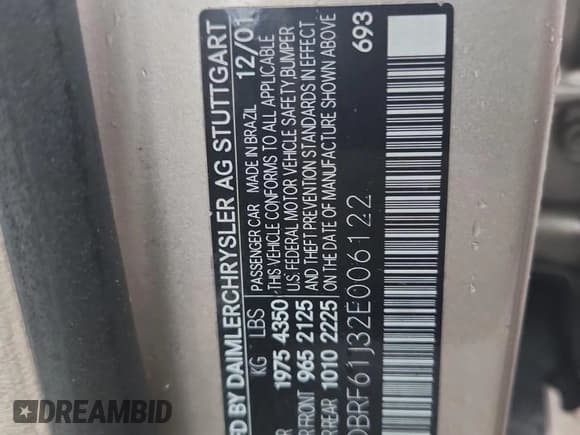 D BY DAIMLERCHRYSLER AG STUTTGART
KG LBS PASSENGER CAR MADE IN BRAZIL 12/01
1975 4350 THIS VEHICLE CONFORMS TO ALL APPLICABLE
FRONT 965 2125 U.S. FEDERAL MOTOR VEHICLE SAFETY, BUMPER
AND THEFT PREVENTION STANDARDS IN EFFECT
REAR 1010 2225 ON THE DATE OF MANUFACTURE SHOWN ABOVE
693
BRF61J32E006122
DREAMBID